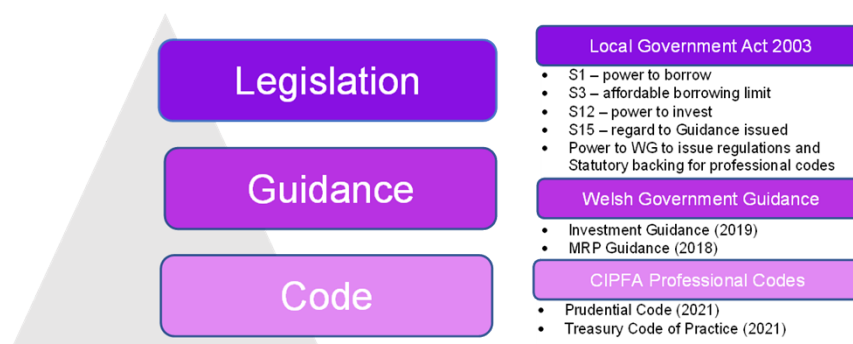 Legislation
Guidance
Code
Local Government Act 2003
• S1 – power to borrow
• S3 – affordable borrowing limit
• S12 – power to invest
• S15 – regard to Guidance issued
• Power to WG to issue regulations and
Statutory backing for professional codes
Welsh Government Guidance
• Investment Guidance (2019)
• MRP Guidance (2018)
CIPFA Professional Codes
• Prudential Code (2021)
• Treasury Code of Practice (2021)